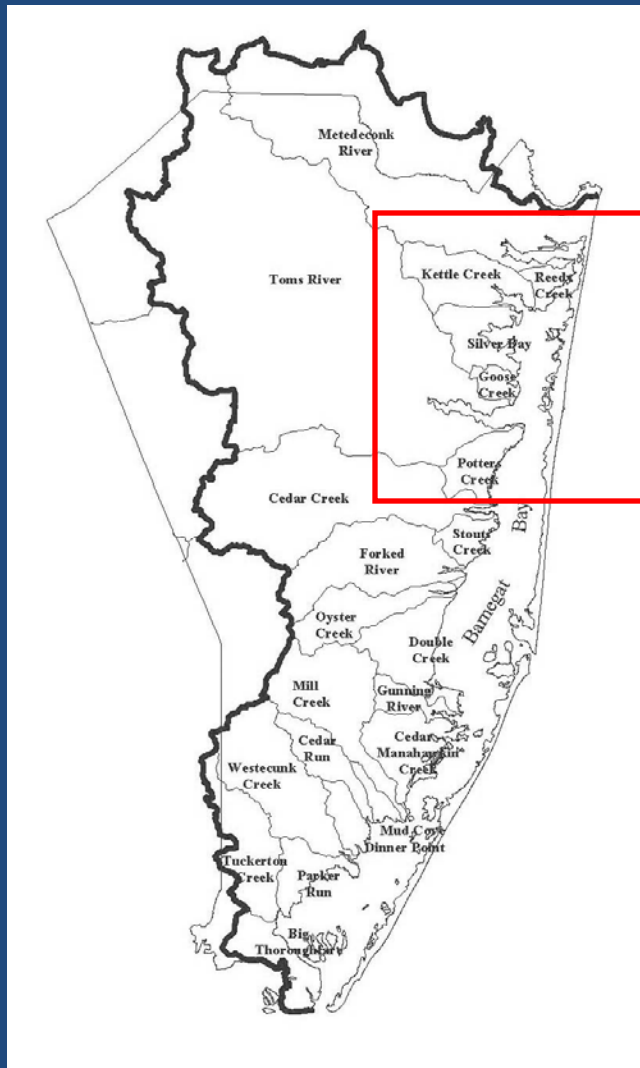 Metedeconk
River
Toms River
Kettle Creek
Reeds
Creek
Silver Bay
Goose
Creek
Potters
Creek
Cedar Creek
Bay
Stouts
Creek
Forked
River
Barnegat
Oyster
Creek
Double
Creek
Mill
Creek
Gunning
River
Cedar
Run
Cedar
Manahawkin
Creek
Westecunk
Creek
Mud Cove
Dinner Point
Tuckerton
Creek
Parker
Run
Big
Thoroughfare